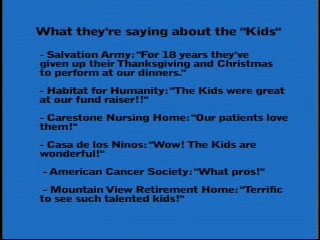 What they're saying about the "Kids"
- Salvation Army: "For 18 years they've
given up their Thanksgiving and Christmas
to perform at our dinners."
- Habitat for Humanity: "The Kids were great
at our fund raiser!!"
- Carestone Nursing Home: "Our patients love
them!"
- Casa de los Ninos: "Wow! The Kids are
wonderful!"
- American Cancer Society: "What pros!"
- Mountain View Retirement Home: "Terrific
to see such talented kids!"